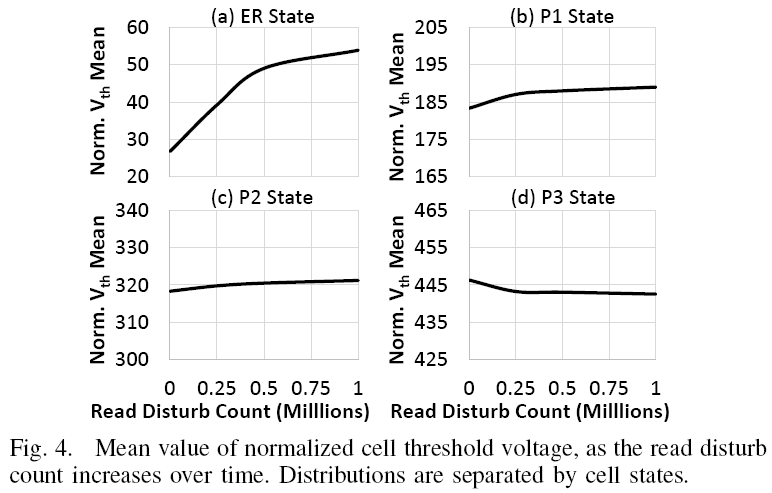 (a) ER State
(b) P1 State
Norm. Vth Mean
60
50
40
30
20
Norm. Vth Mean
205
195
185
175
165
(c) P2 State
(d) P3 State
Norm. Vth Mean
340
330
320
310
300
Norm. Vth Mean
465
455
445
435
425
0 0.25 0.5 0.75 1
0 0.25 0.5 0.75 1
Read Disturb Count (Milllions)
Read Disturb Count (Milllions)
Fig. 4. Mean value of normalized cell threshold voltage, as the read disturb
count increases over time. Distributions are separated by cell states.